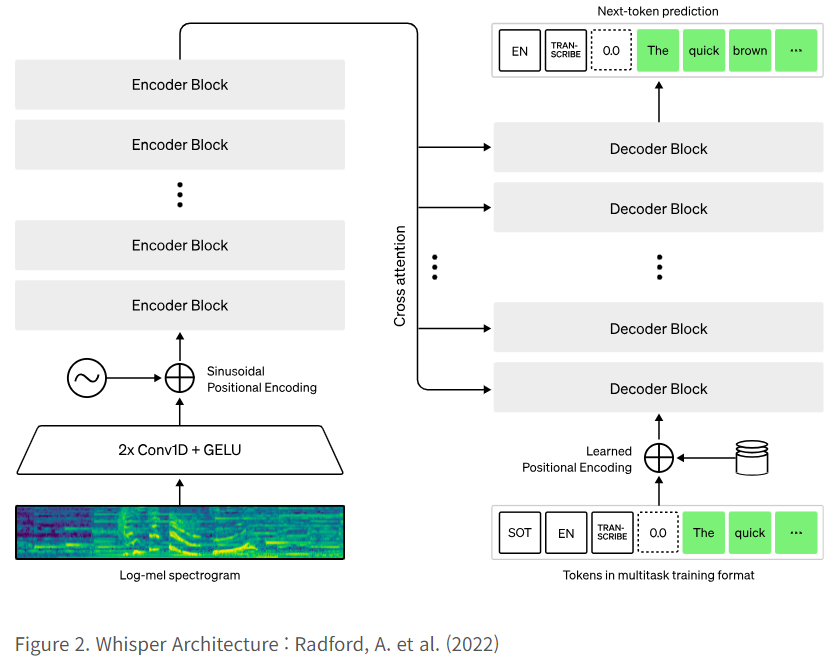 Next-token prediction
EN
TRAN-
SCRIBE
0.0
The
quick
brown
...
Encoder Block
Encoder Block
Encoder Block
Encoder Block
Sinusoidal
Positional Encoding
2x Conv1D + GELU
Log-mel spectrogram
Cross attention
Decoder Block
Decoder Block
Decoder Block
Decoder Block
Learned
Positional Encoding
SOT
EN
TRAN-
SCRIBE
0.0
The
quick
...
Tokens in multitask training format
Figure 2. Whisper Architecture : Radford, A. et al. (2022)